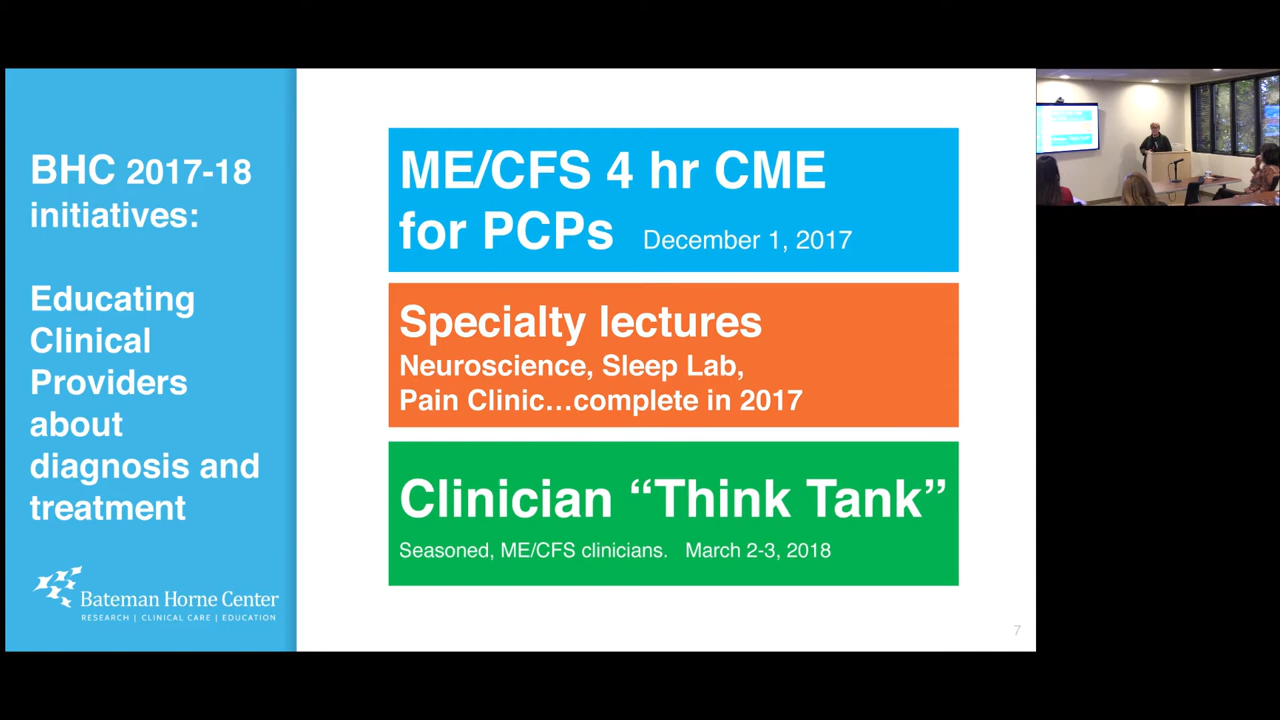 BHC 2017-18
initiatives:
Educating
Clinical
Providers
about
diagnosis and
treatment
Bateman Horne Center
RESEARCH | CLINICAL CARE | EDUCATION
ME/CFS 4 hr CME
for PCPs December 1, 2017
Specialty lectures
Neuroscience, Sleep Lab,
Pain Clinic…complete in 2017
Clinician “Think Tank”
Seasoned, ME/CFS clinicians. March 2-3, 2018
7